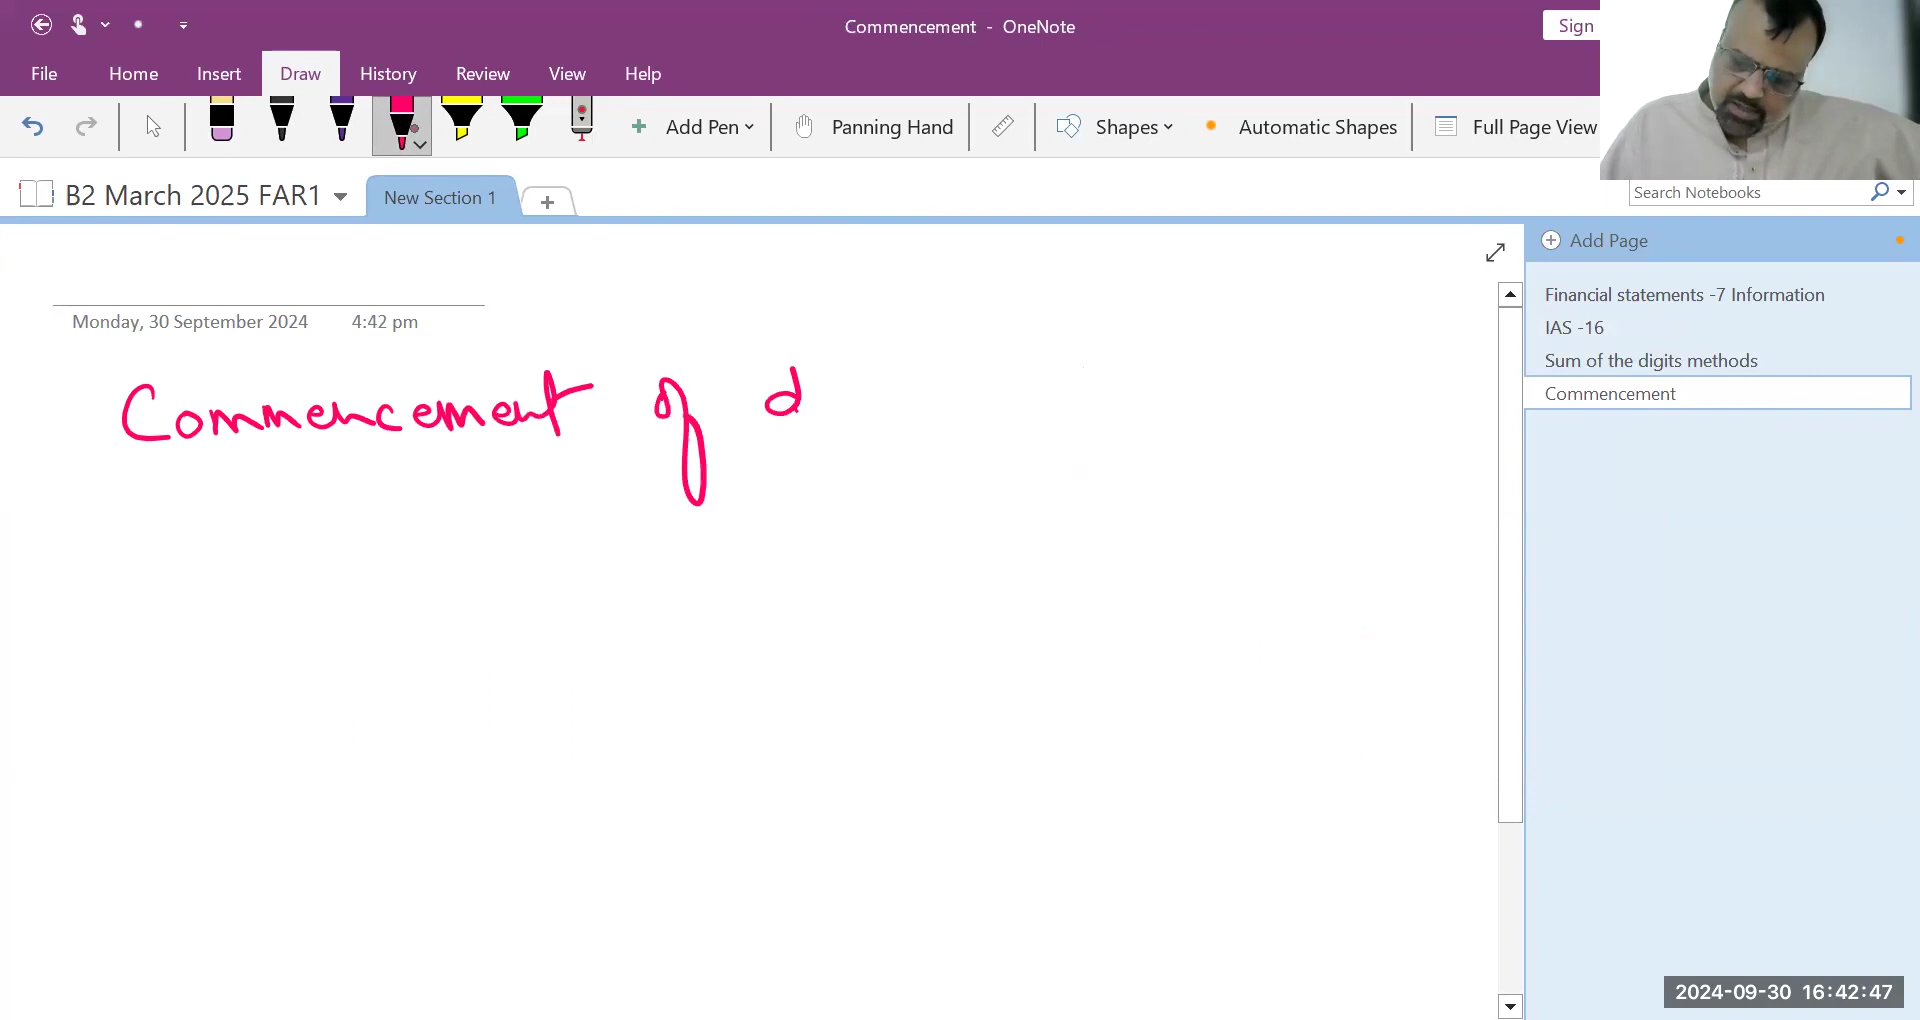 Commencement - OneNote
Sign
File Home Insert Draw History Review View Help
Add Pen Panning Hand Shapes Automatic Shapes Full Page View
B2 March 2025 FAR1 New Section 1
Search Notebooks
Add Page
Financial statements -7 Information
IAS -16
Sum of the digits methods
Commencement
Monday, 30 September 2024 4:42 pm
Commencement of d
2024-09-30 16:42:47